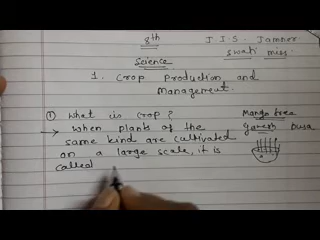 8th
J.I.S. Jamner
swati miss.
Science
1. Crop Production and
Management.
① What is crop?
→ When plants of the
same kind are cultivated
on a large scale, it is
called
Mango tree